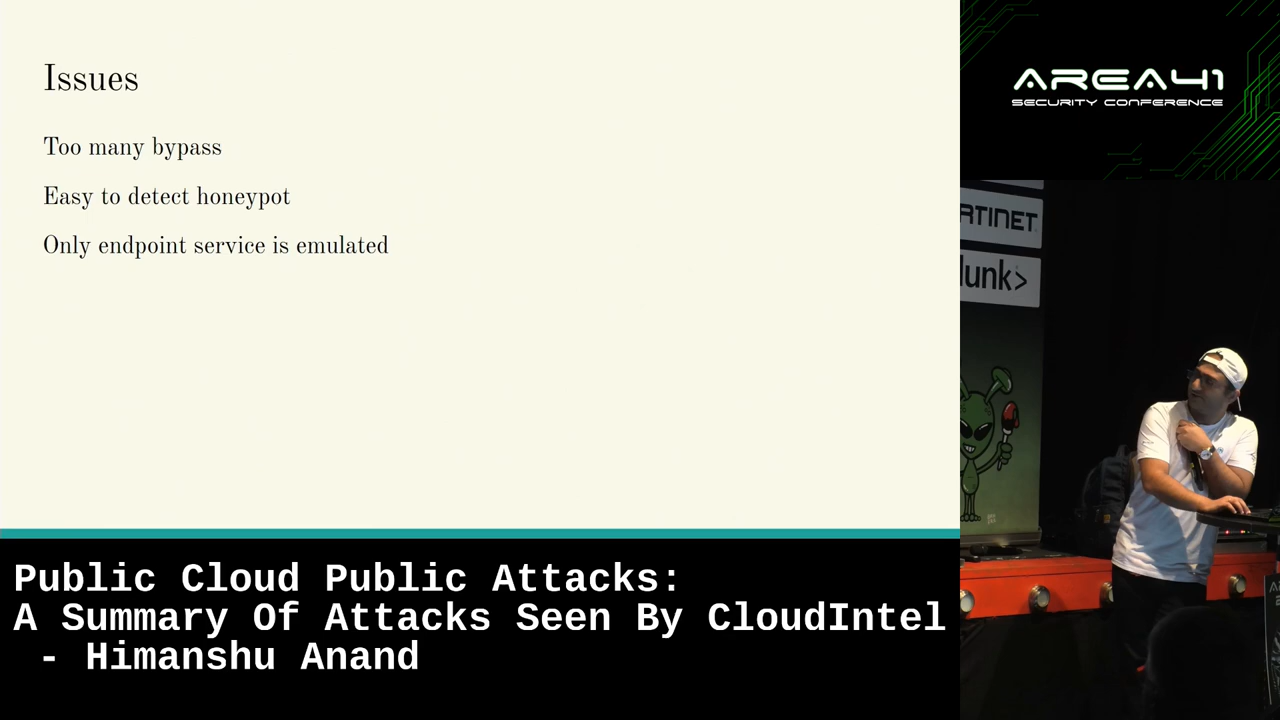 Issues
Too many bypass
Easy to detect honeypot
Only endpoint service is emulated
AREA41
SECURITY CONFERENCE
RTINET
lunk>
Public Cloud Public Attacks:
A Summary Of Attacks Seen By CloudIntel
- Himanshu Anand